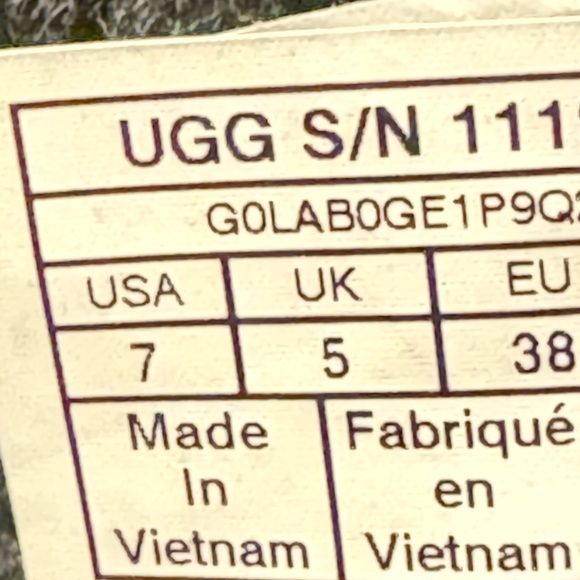 UGG S/N 111
G0LAB0GE1P9Q
USA UK EU
7 5 38
Made Fabriqué
In en
Vietnam Vietnam